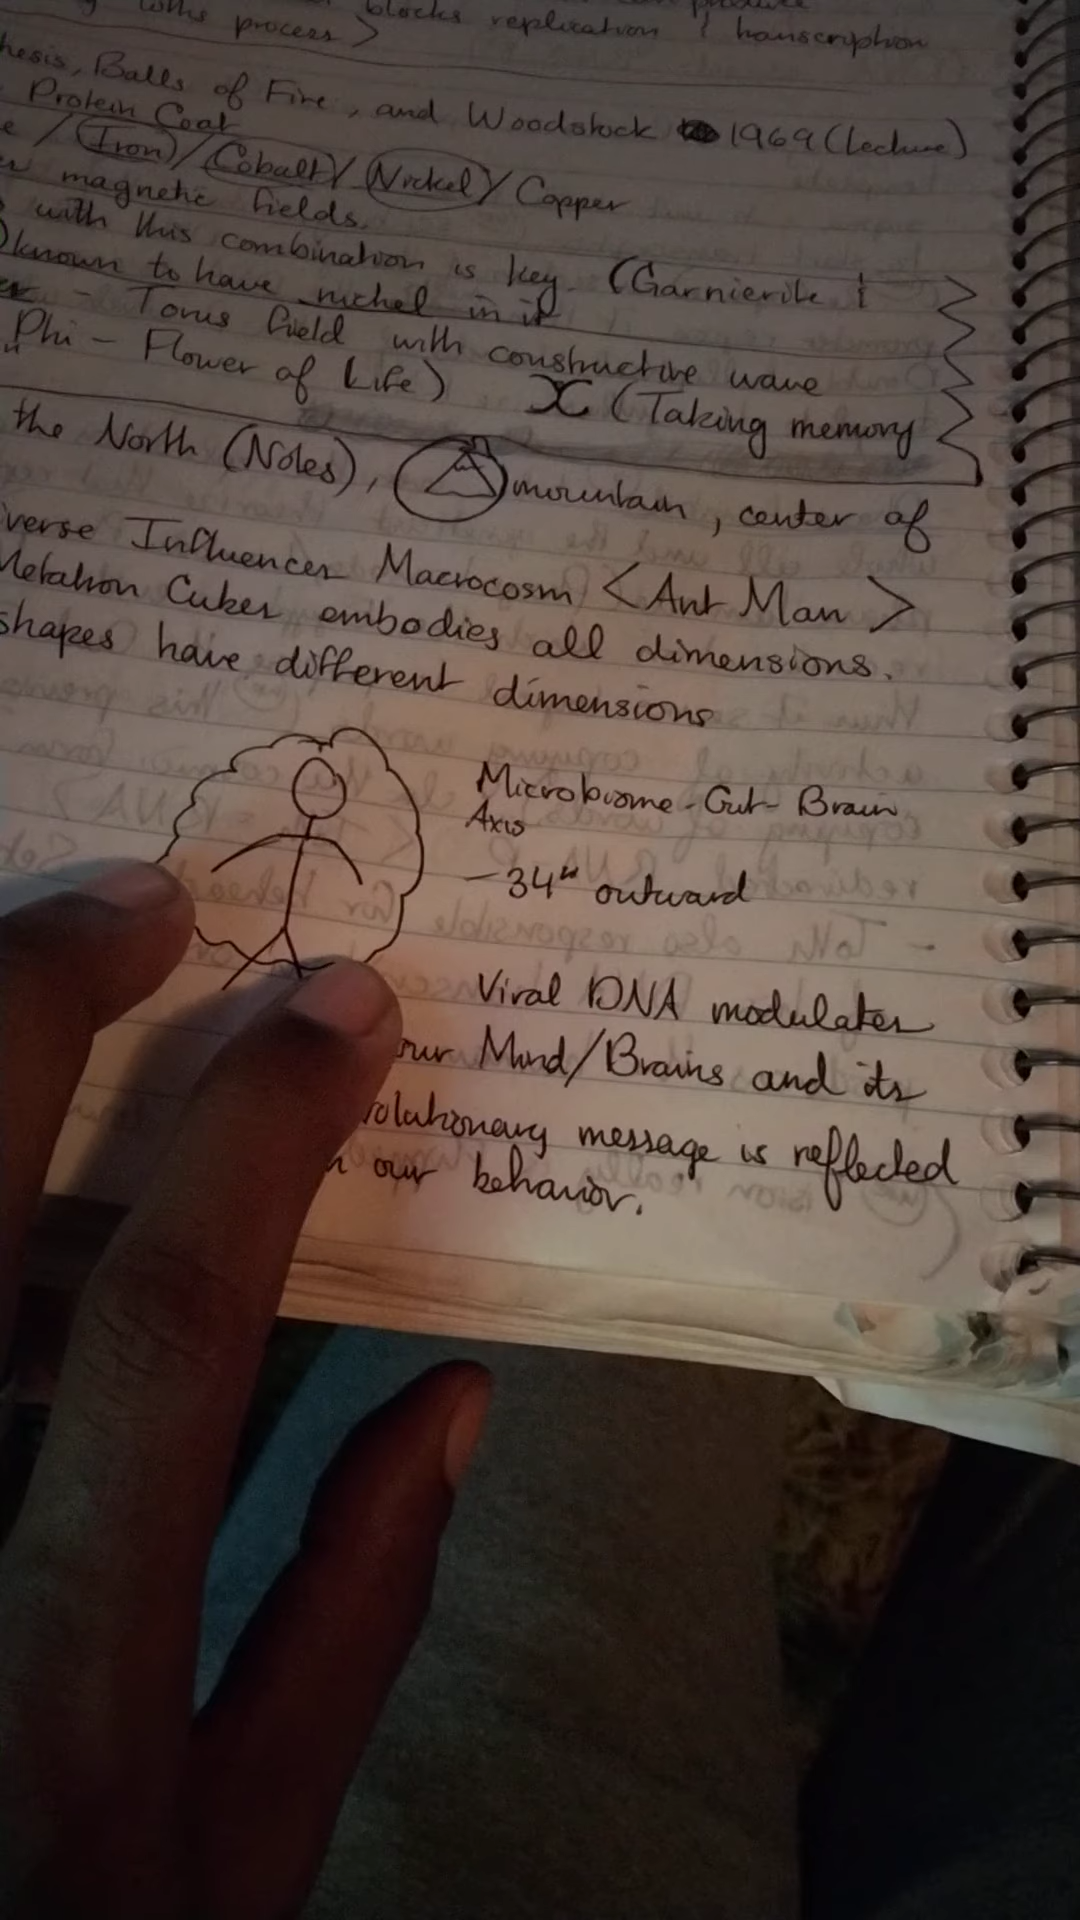 blocks replication & transcription
process >
hesis, Balls of Fire, and Woodstock 1969 (lecture)
Protein Coat
e / (Iron) / (Cobalt) / (Nickel) / Copper
magnetic fields.
with this combination is key. (Garnierite &
known to have nickel in it
er - Torus field with constructive wave
Phi - Flower of Life) X (Taking memory
the North (Notes), mountain, center of
verse Influences Macrocosm <Ant Man>
Metatron Cubes embodies all dimensions.
shapes have different dimensions
Microbiome-Gut-Brain
Axis
- 34" outward
Viral DNA modulates
our Mind/Brains and its
volutionary message is reflected
n our behavior.